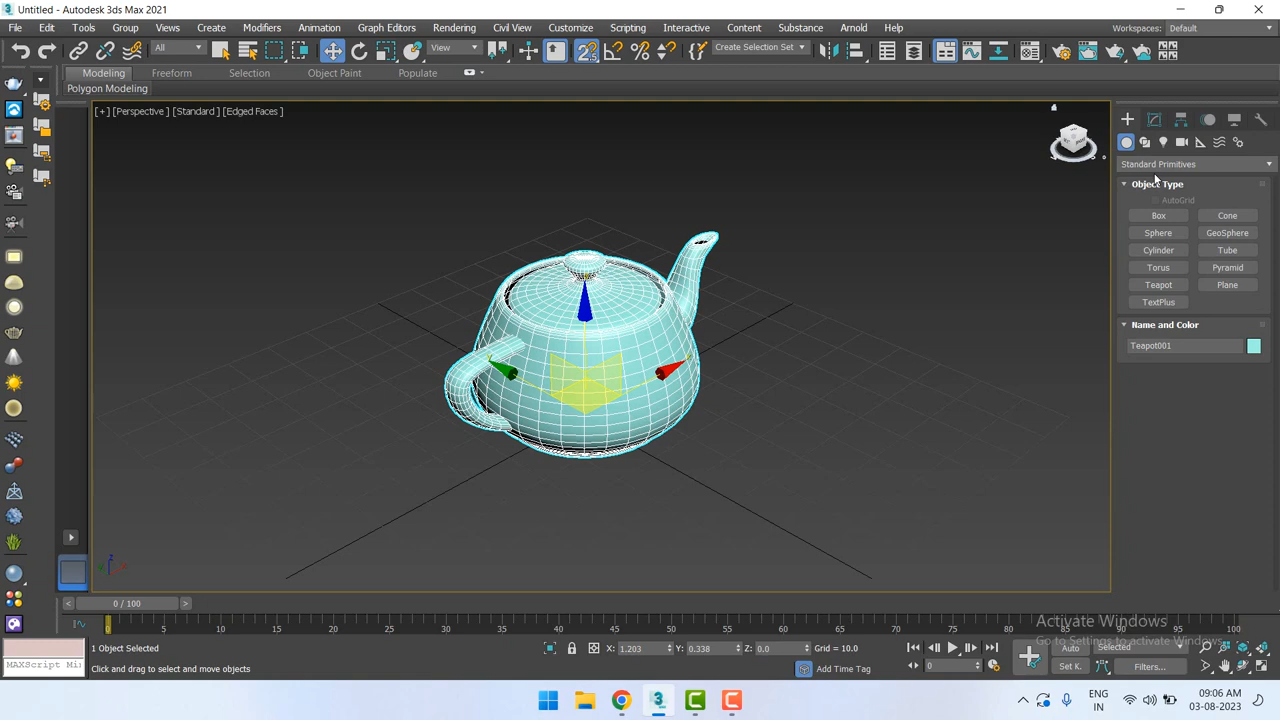 Untitled - Autodesk 3ds Max 2021
File Edit Tools Group Views Create Modifiers Animation Graph Editors Rendering Civil View Customize Scripting Interactive Content Substance Arnold Help Workspaces: Default
All View Create Selection Set
Modeling Freeform Selection Object Paint Populate
Polygon Modeling
[+] [Perspective] [Standard] [Edged Faces]
Standard Primitives
Object Type
AutoGrid
Box Cone
Sphere GeoSphere
Cylinder Tube
Torus Pyramid
Teapot Plane
TextPlus
Name and Color
Teapot001
< 0 / 100 >
0 5 10 15 20 25 30 35 40 45 50 55 60 65 70 75 80 85 90 95 100
Activate Windows
Go to Settings to activate Windows.
1 Object Selected X: 1.203 Y: 0.338 Z: 0.0 Grid = 10.0 Auto Selected
MAXScript Mi Click and drag to select and move objects Add Time Tag 0 Set K. Filters...
ENG
IN
09:06 AM
03-08-2023